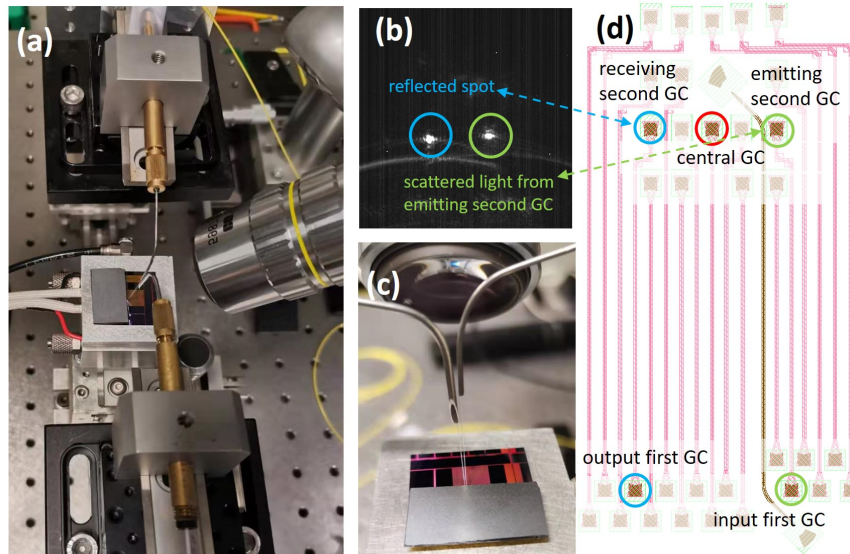 (a)
(b)
reflected spot
scattered light from
emitting second GC
(c)
(d)
receiving
second GC
emitting
second GC
central GC
output first GC
input first GC